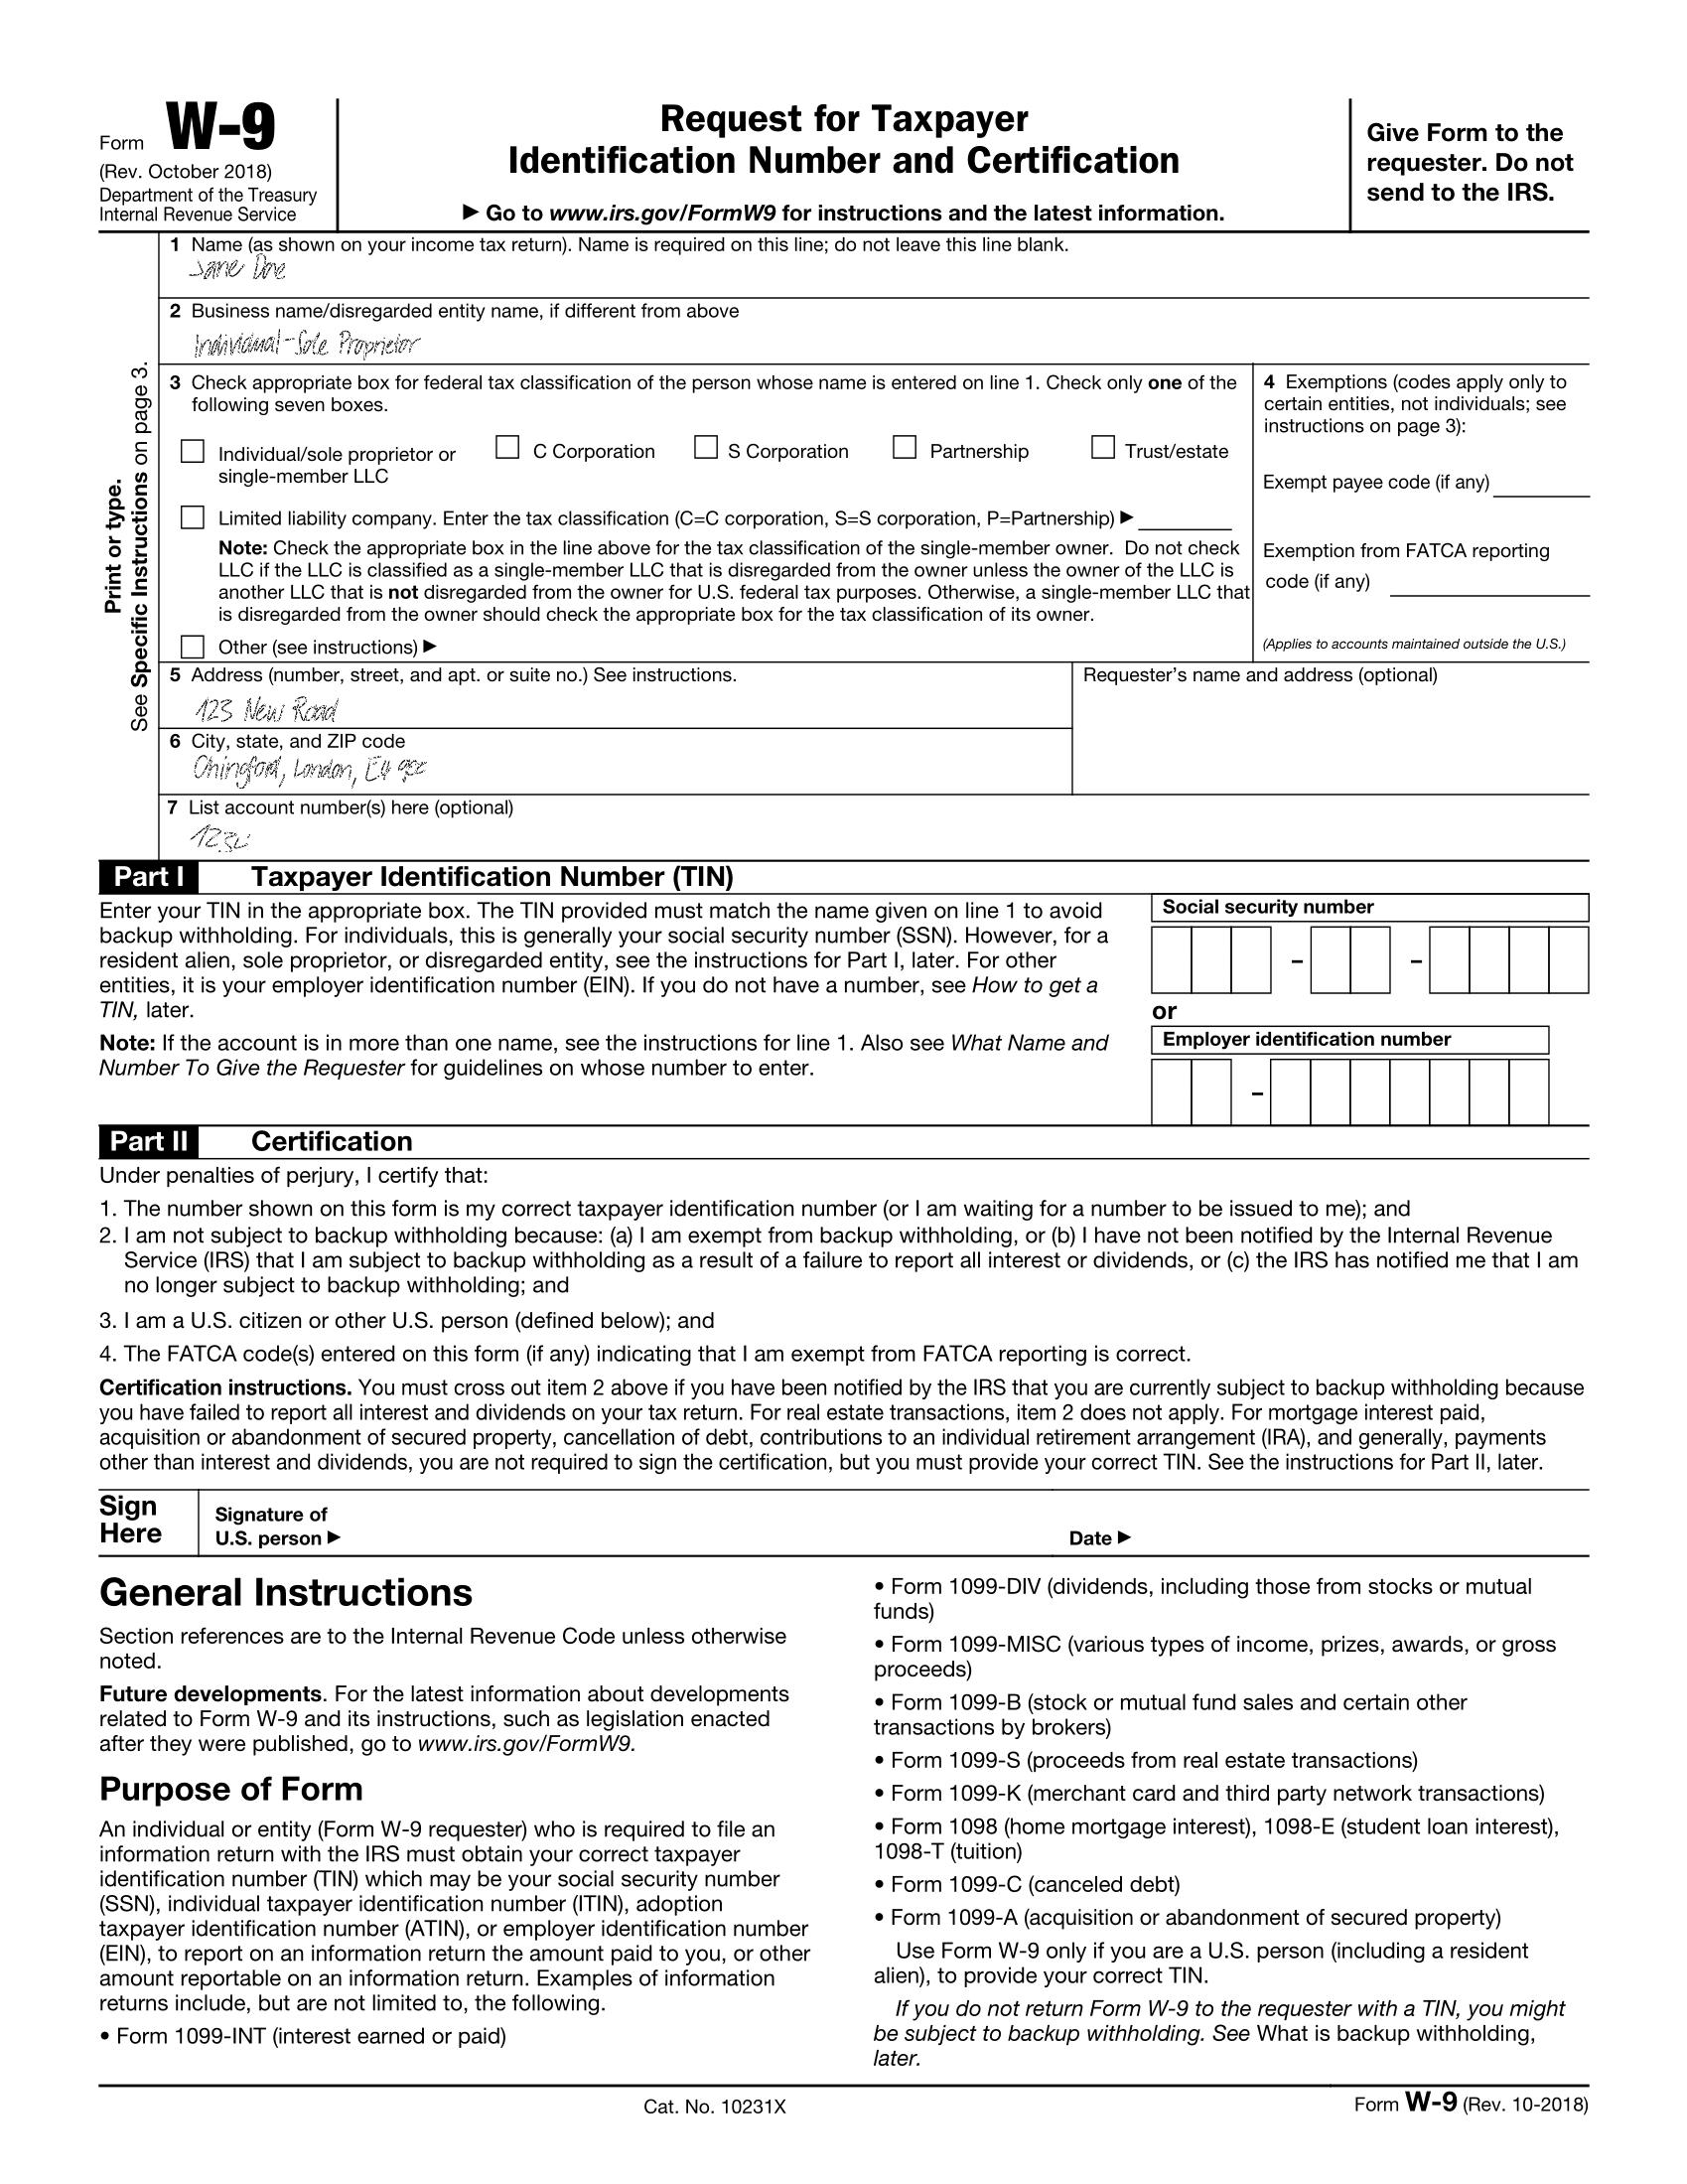 Form W-9
(Rev. October 2018)
Department of the Treasury
Internal Revenue Service
Request for Taxpayer
Identification Number and Certification
▶ Go to www.irs.gov/FormW9 for instructions and the latest information.
Give Form to the
requester. Do not
send to the IRS.
Print or type.
See Specific Instructions on page 3.
1 Name (as shown on your income tax return). Name is required on this line; do not leave this line blank.
Jane Doe
2 Business name/disregarded entity name, if different from above
Individual-Sole Proprietor
3 Check appropriate box for federal tax classification of the person whose name is entered on line 1. Check only one of the
following seven boxes.
Individual/sole proprietor or
single-member LLC
C Corporation
S Corporation
Partnership
Trust/estate
Limited liability company. Enter the tax classification (C=C corporation, S=S corporation, P=Partnership) ▶
Note: Check the appropriate box in the line above for the tax classification of the single-member owner. Do not check
LLC if the LLC is classified as a single-member LLC that is disregarded from the owner unless the owner of the LLC is
another LLC that is not disregarded from the owner for U.S. federal tax purposes. Otherwise, a single-member LLC that
is disregarded from the owner should check the appropriate box for the tax classification of its owner.
Other (see instructions) ▶
4 Exemptions (codes apply only to
certain entities, not individuals; see
instructions on page 3):
Exempt payee code (if any)
Exemption from FATCA reporting
code (if any)
(Applies to accounts maintained outside the U.S.)
5 Address (number, street, and apt. or suite no.) See instructions.
123 New Road
Requester's name and address (optional)
6 City, state, and ZIP code
Chingford, London, E4
7 List account number(s) here (optional)
Part I Taxpayer Identification Number (TIN)
Enter your TIN in the appropriate box. The TIN provided must match the name given on line 1 to avoid
backup withholding. For individuals, this is generally your social security number (SSN). However, for a
resident alien, sole proprietor, or disregarded entity, see the instructions for Part I, later. For other
entities, it is your employer identification number (EIN). If you do not have a number, see How to get a
TIN, later.
Note: If the account is in more than one name, see the instructions for line 1. Also see What Name and
Number To Give the Requester for guidelines on whose number to enter.
Social security number
– –
or
Employer identification number
–
Part II Certification
Under penalties of perjury, I certify that:
1. The number shown on this form is my correct taxpayer identification number (or I am waiting for a number to be issued to me); and
2. I am not subject to backup withholding because: (a) I am exempt from backup withholding, or (b) I have not been notified by the Internal Revenue
Service (IRS) that I am subject to backup withholding as a result of a failure to report all interest or dividends, or (c) the IRS has notified me that I am
no longer subject to backup withholding; and
3. I am a U.S. citizen or other U.S. person (defined below); and
4. The FATCA code(s) entered on this form (if any) indicating that I am exempt from FATCA reporting is correct.
Certification instructions. You must cross out item 2 above if you have been notified by the IRS that you are currently subject to backup withholding because
you have failed to report all interest and dividends on your tax return. For real estate transactions, item 2 does not apply. For mortgage interest paid,
acquisition or abandonment of secured property, cancellation of debt, contributions to an individual retirement arrangement (IRA), and generally, payments
other than interest and dividends, you are not required to sign the certification, but you must provide your correct TIN. See the instructions for Part II, later.
Sign
Here
Signature of
U.S. person ▶
Date ▶
General Instructions
Section references are to the Internal Revenue Code unless otherwise
noted.
Future developments. For the latest information about developments
related to Form W-9 and its instructions, such as legislation enacted
after they were published, go to www.irs.gov/FormW9.
Purpose of Form
An individual or entity (Form W-9 requester) who is required to file an
information return with the IRS must obtain your correct taxpayer
identification number (TIN) which may be your social security number
(SSN), individual taxpayer identification number (ITIN), adoption
taxpayer identification number (ATIN), or employer identification number
(EIN), to report on an information return the amount paid to you, or other
amount reportable on an information return. Examples of information
returns include, but are not limited to, the following.
• Form 1099-INT (interest earned or paid)
• Form 1099-DIV (dividends, including those from stocks or mutual
funds)
• Form 1099-MISC (various types of income, prizes, awards, or gross
proceeds)
• Form 1099-B (stock or mutual fund sales and certain other
transactions by brokers)
• Form 1099-S (proceeds from real estate transactions)
• Form 1099-K (merchant card and third party network transactions)
• Form 1098 (home mortgage interest), 1098-E (student loan interest),
1098-T (tuition)
• Form 1099-C (canceled debt)
• Form 1099-A (acquisition or abandonment of secured property)
Use Form W-9 only if you are a U.S. person (including a resident
alien), to provide your correct TIN.
If you do not return Form W-9 to the requester with a TIN, you might
be subject to backup withholding. See What is backup withholding,
later.
Cat. No. 10231X
Form W-9 (Rev. 10-2018)